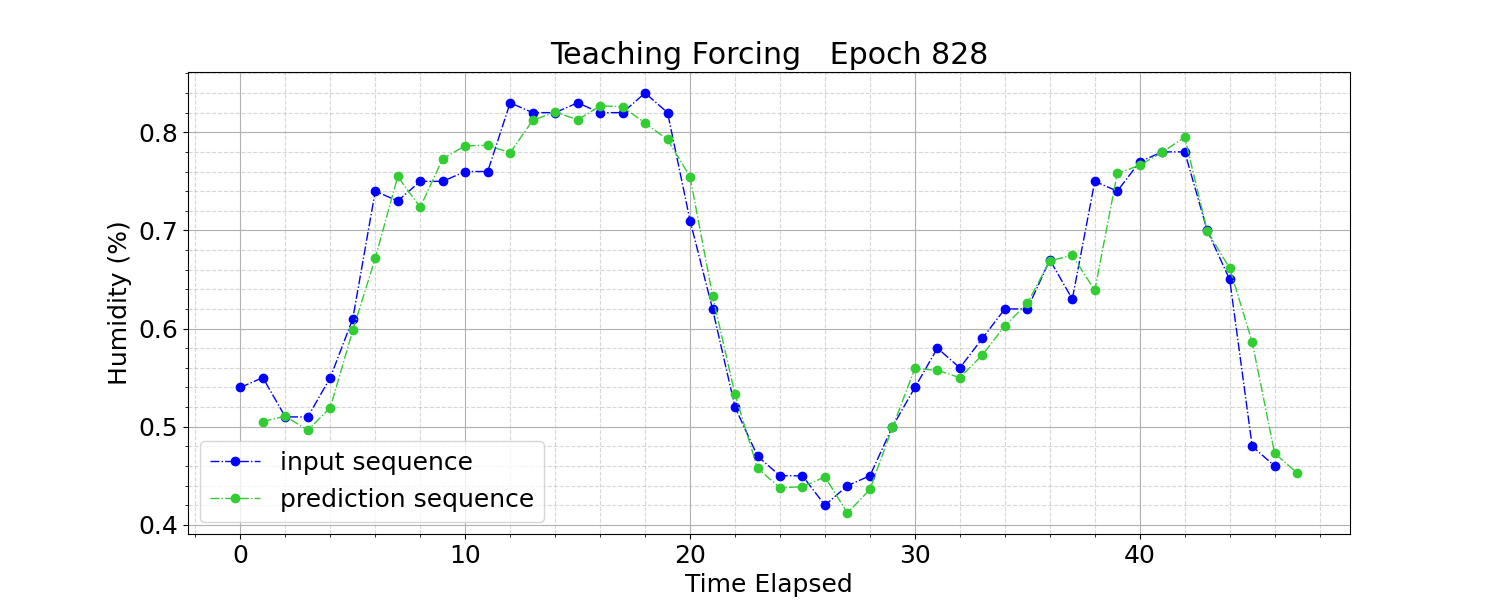 Teaching Forcing   Epoch 828
Humidity (%)
0.8
0.7
0.6
0.5
0.4
input sequence
prediction sequence
0 10 20 30 40
Time Elapsed